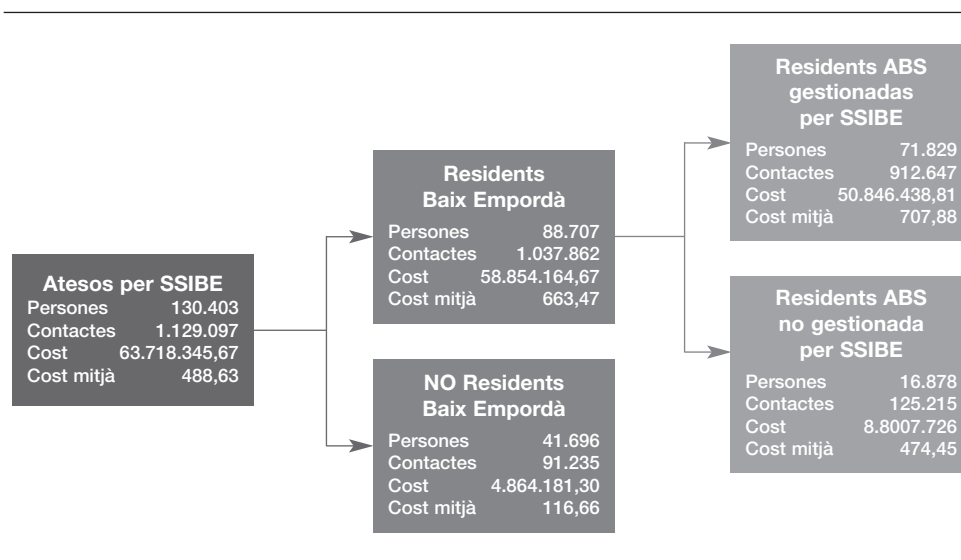 Atesos per SSIBE
Persones 130.403
Contactes 1.129.097
Cost 63.718.345,67
Cost mitjà 488,63
Residents
Baix Empordà
Persones 88.707
Contactes 1.037.862
Cost 58.854.164,67
Cost mitjà 663,47
NO Residents
Baix Empordà
Persones 41.696
Contactes 91.235
Cost 4.864.181,30
Cost mitjà 116,66
Residents ABS
gestionadas
per SSIBE
Persones 71.829
Contactes 912.647
Cost 50.846.438,81
Cost mitjà 707,88
Residents ABS
no gestionada
per SSIBE
Persones 16.878
Contactes 125.215
Cost 8.8007.726
Cost mitjà 474,45